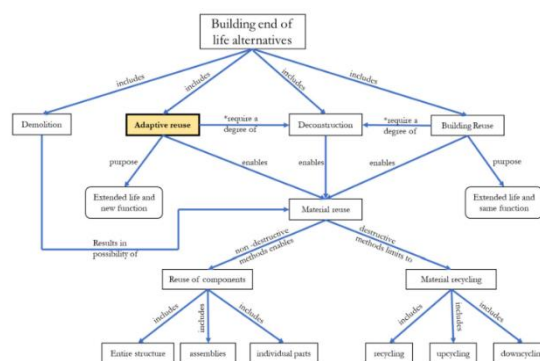 Building end of
life alternatives
includes
includes
includes
includes
Demolition
Adaptive reuse
*require a
degree of
Deconstruction
*require a
degree of
Building Reuse
purpose
enables
enables
enables
purpose
Extended life and
new function
Extended life and
same function
Material reuse
Results in
possibility of
non -destructive
methods enables
destructive
methods limits to
Reuse of components
Material recycling
includes
includes
includes
includes
includes
includes
Entire structure
assemblies
individual parts
recycling
upcycling
downcycling